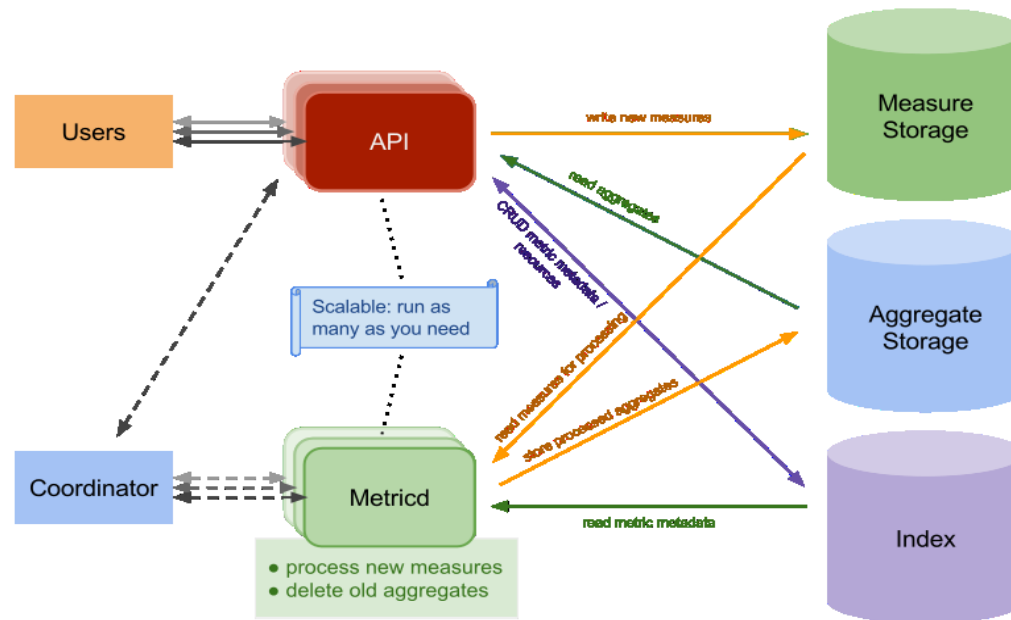 Users
API
write new measures
Measure
Storage
read aggregates
CRUD metric metadata /
resources
Scalable: run as
many as you need
Aggregate
Storage
read measures for processing
store processed aggregates
Coordinator
Metricd
read metric metadata
Index
● process new measures
● delete old aggregates